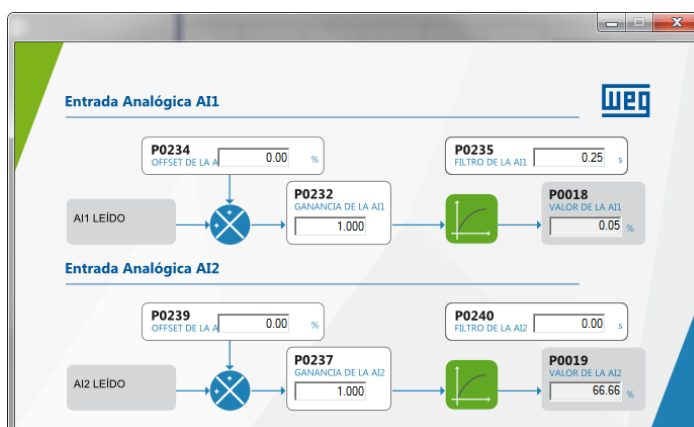 Entrada Analógica AI1
WEG
P0234
OFFSET DE LA A
0.00 %
P0235
FILTRO DE LA AI1
0.25 s
AI1 LEÍDO
P0232
GANANCIA DE LA AI1
1.000
P0018
VALOR DE LA AI1
0.05 %
Entrada Analógica AI2
P0239
OFFSET DE LA A
0.00 %
P0240
FILTRO DE LA AI2
0.00 s
AI2 LEÍDO
P0237
GANANCIA DE LA AI2
1.000
P0019
VALOR DE LA AI2
66.66 %